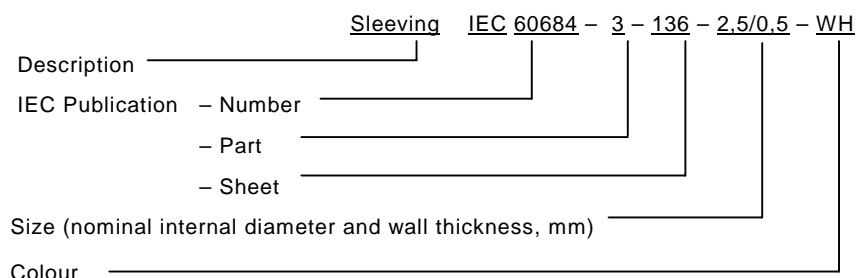 Sleeving IEC 60684 – 3 – 136 – 2,5/0,5 – WH
Description
IEC Publication – Number
– Part
– Sheet
Size (nominal internal diameter and wall thickness, mm)
Colour